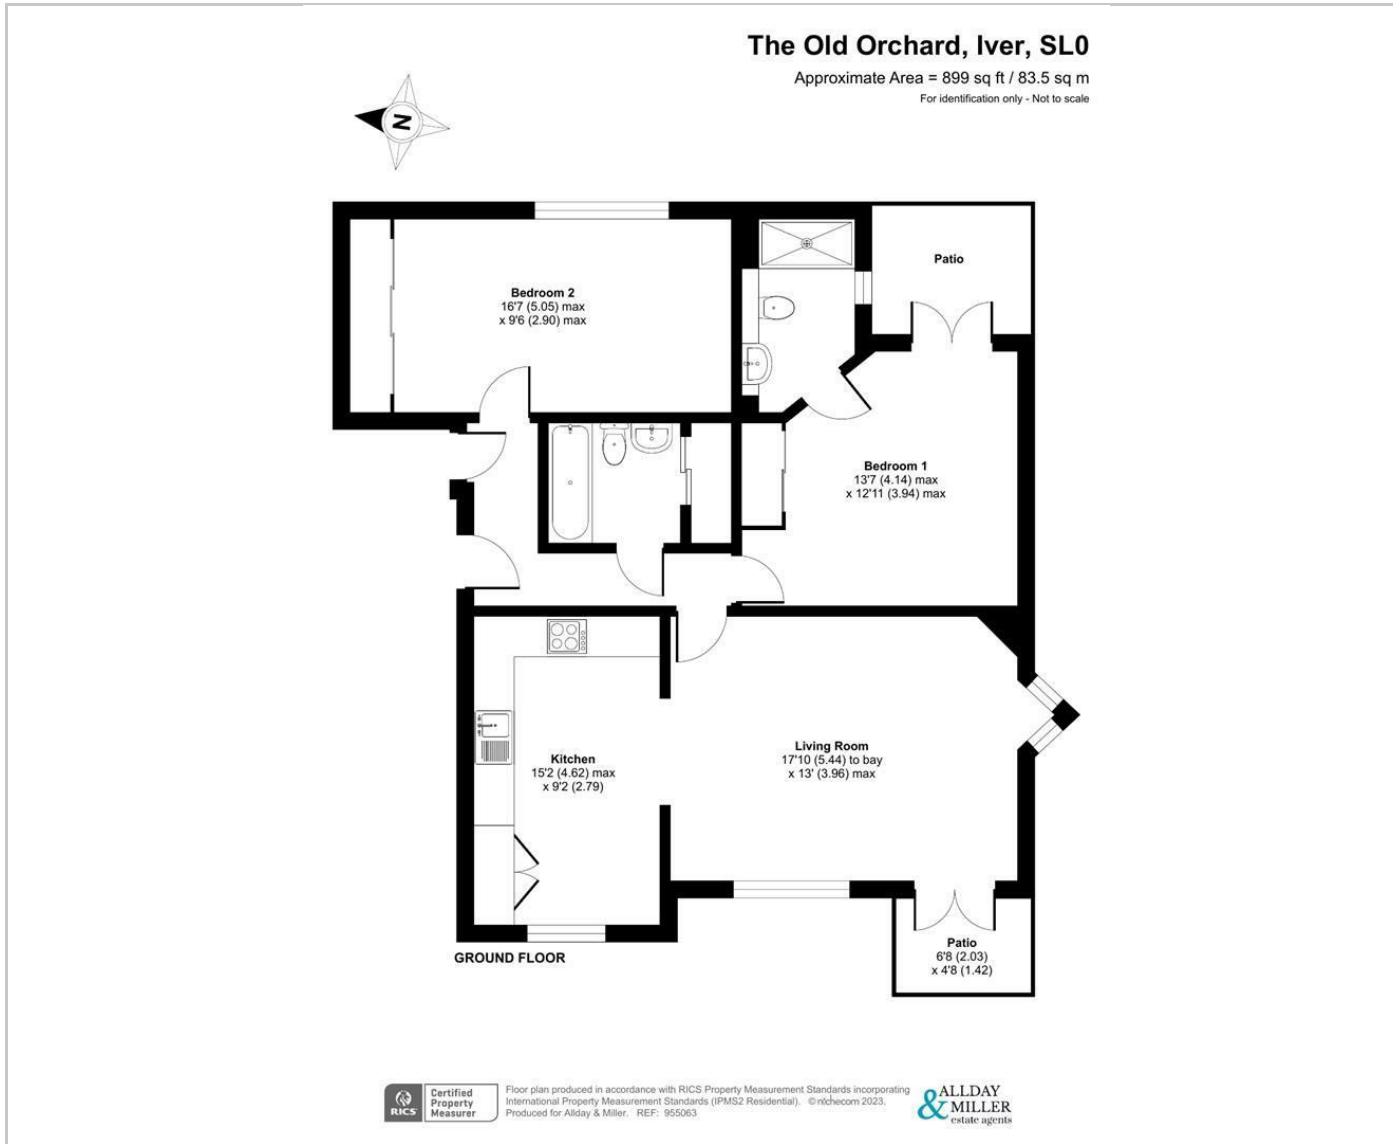 The Old Orchard, Iver, SL0
Approximate Area = 899 sq ft / 83.5 sq m
For identification only - Not to scale
N
Bedroom 2
16'7 (5.05) max
x 9'6 (2.90) max
Patio
Bedroom 1
13'7 (4.14) max
x 12'11 (3.94) max
Kitchen
15'2 (4.62) max
x 9'2 (2.79)
Living Room
17'10 (5.44) to bay
x 13' (3.96) max
Patio
6'8 (2.03)
x 4'8 (1.42)
GROUND FLOOR
RICS
Certified
Property
Measurer
Floor plan produced in accordance with RICS Property Measurement Standards incorporating
International Property Measurement Standards (IPMS2 Residential). © nichecom 2023.
Produced for Allday & Miller. REF: 955063
ALLDAY
& MILLER
estate agents